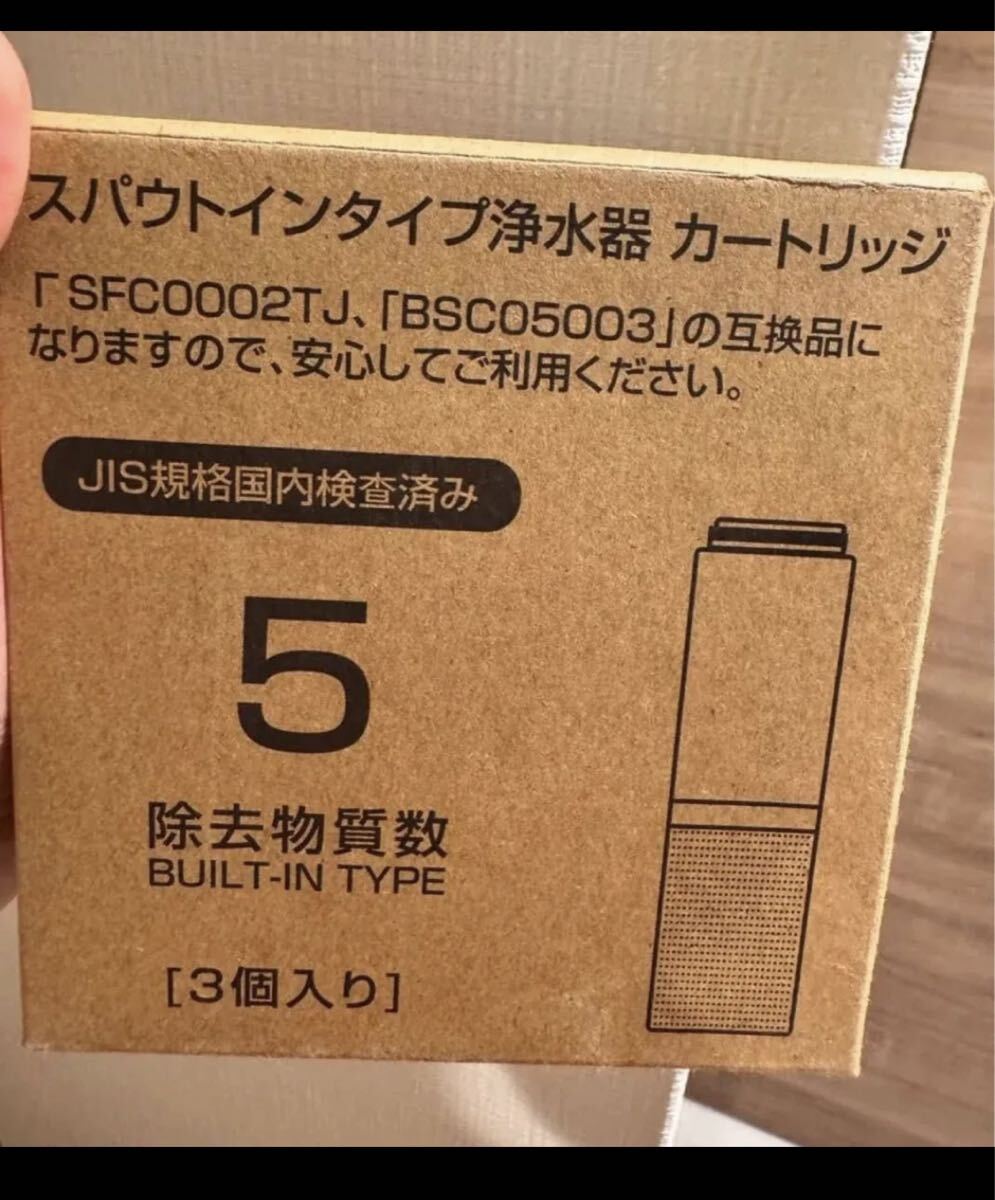 スパウトインタイプ浄水器 カートリッジ
「SFC0002TJ、「BSC05003」の互換品に
なりますので、安心してご利用ください。
JIS規格国内検査済み
5
除去物質数
BUILT-IN TYPE
[3個入り]